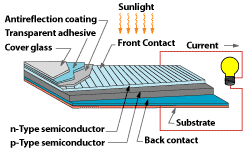 Antireflection coating
Transparent adhesive
Cover glass
Sunlight
Front Contact
Current
n-Type semiconductor
p-Type semiconductor
Back contact
Substrate